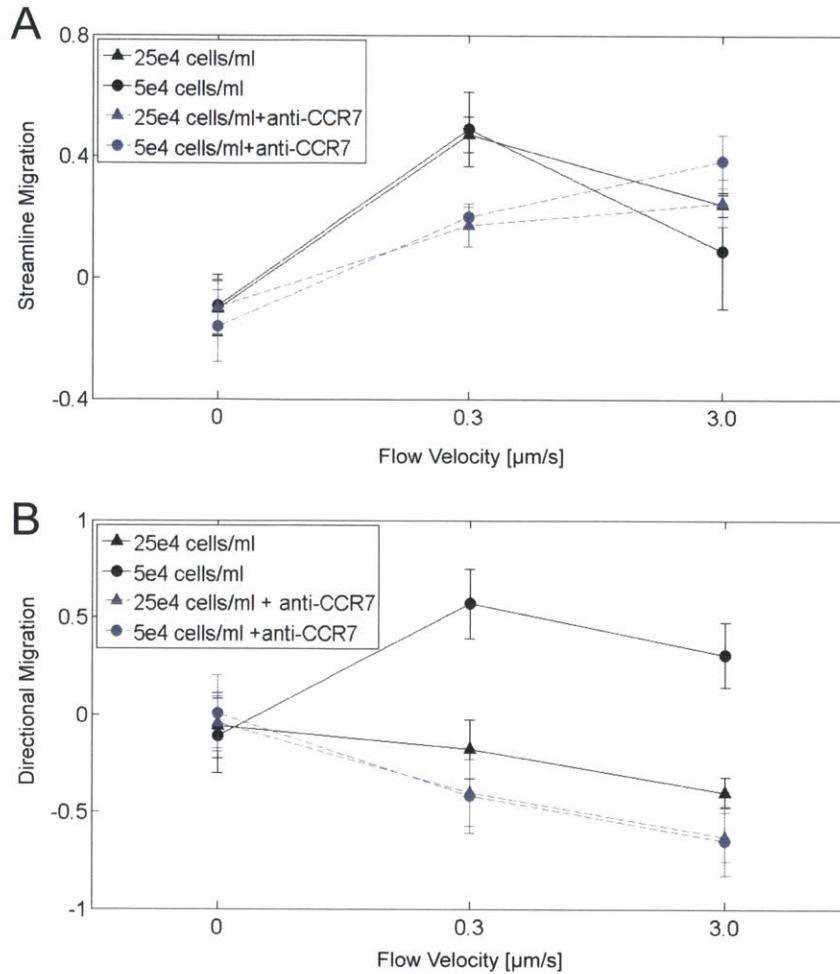 A
0.8
25e4 cells/ml
5e4 cells/ml
25e4 cells/ml+anti-CCR7
5e4 cells/ml+anti-CCR7
0.4
0
-0.4
Streamline Migration
0 0.3 3.0
Flow Velocity [µm/s]
B
1
25e4 cells/ml
5e4 cells/ml
25e4 cells/ml + anti-CCR7
5e4 cells/ml +anti-CCR7
0.5
0
-0.5
-1
Directional Migration
0 0.3 3.0
Flow Velocity [µm/s]